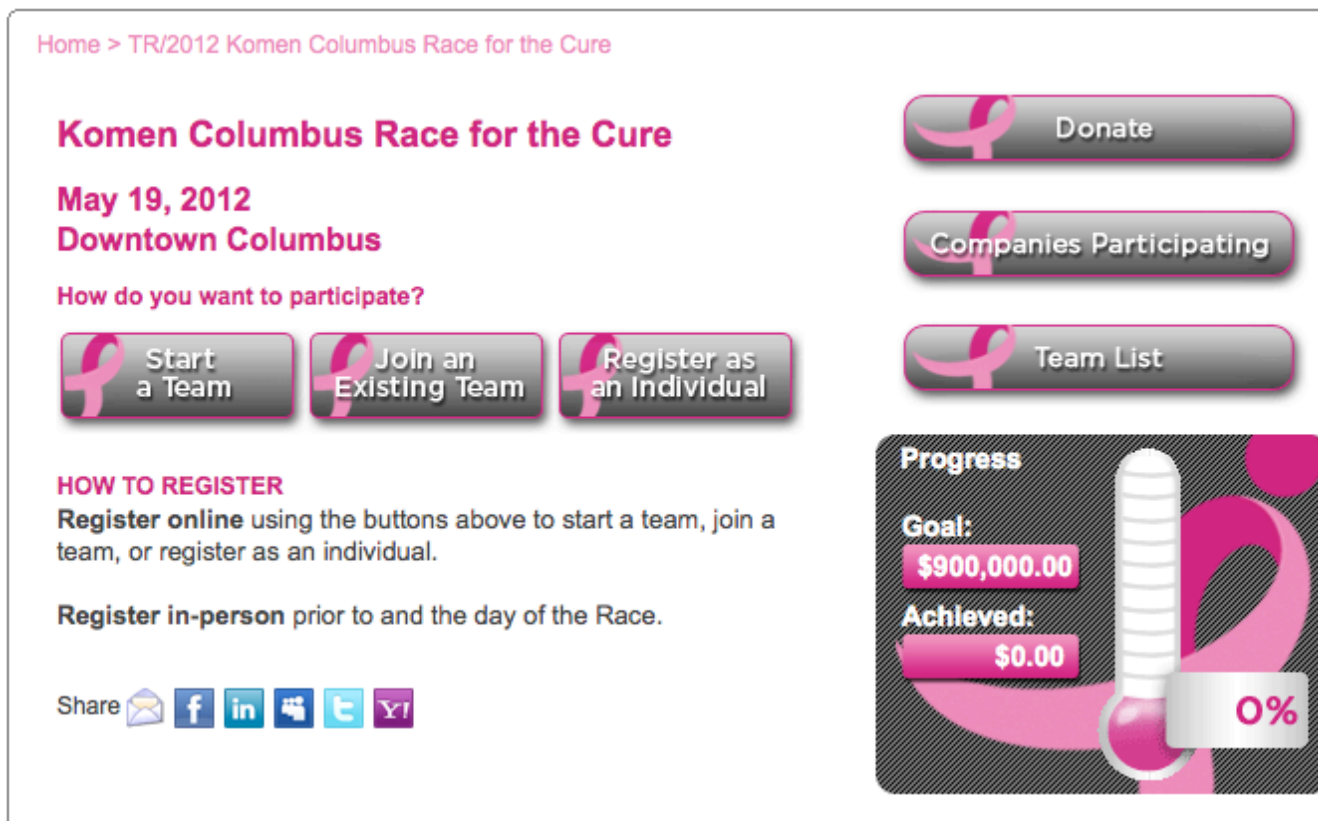 Home > TR/2012 Komen Columbus Race for the Cure
Komen Columbus Race for the Cure
May 19, 2012
Downtown Columbus
How do you want to participate?
Start
a Team
Join an
Existing Team
Register as
an Individual
HOW TO REGISTER
Register online using the buttons above to start a team, join a
team, or register as an individual.
Register in-person prior to and the day of the Race.
Share
f
in
t
Y!
Donate
Companies Participating
Team List
Progress
Goal:
$900,000.00
Achieved:
$0.00
0%